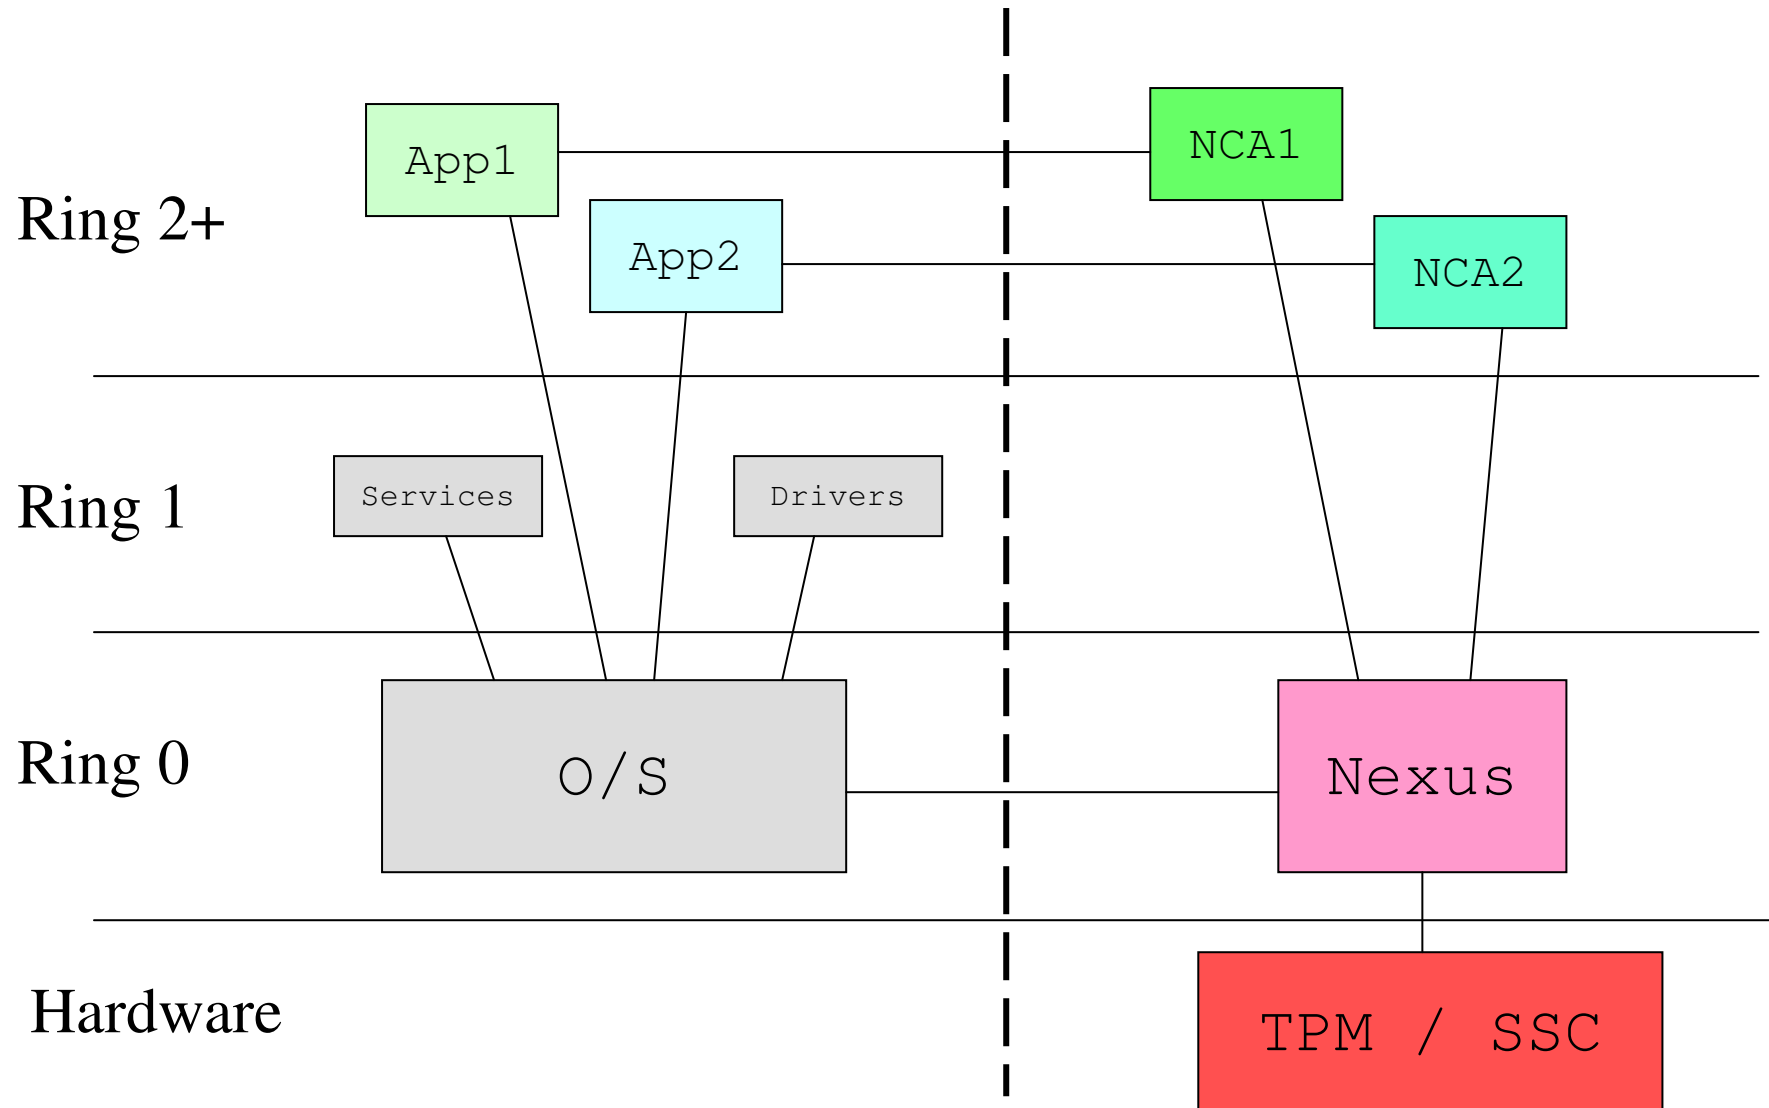 App1
NCA1
Ring 2+
App2
NCA2
Ring 1
Services
Drivers
Ring 0
O/S
Nexus
Hardware
TPM / SSC